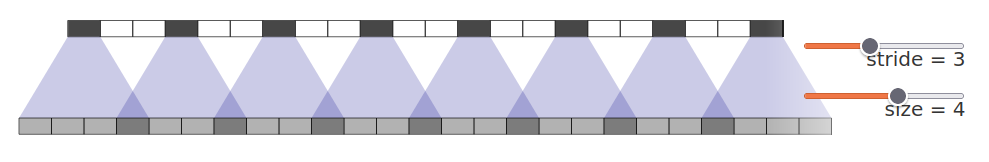 stride = 3
size = 4